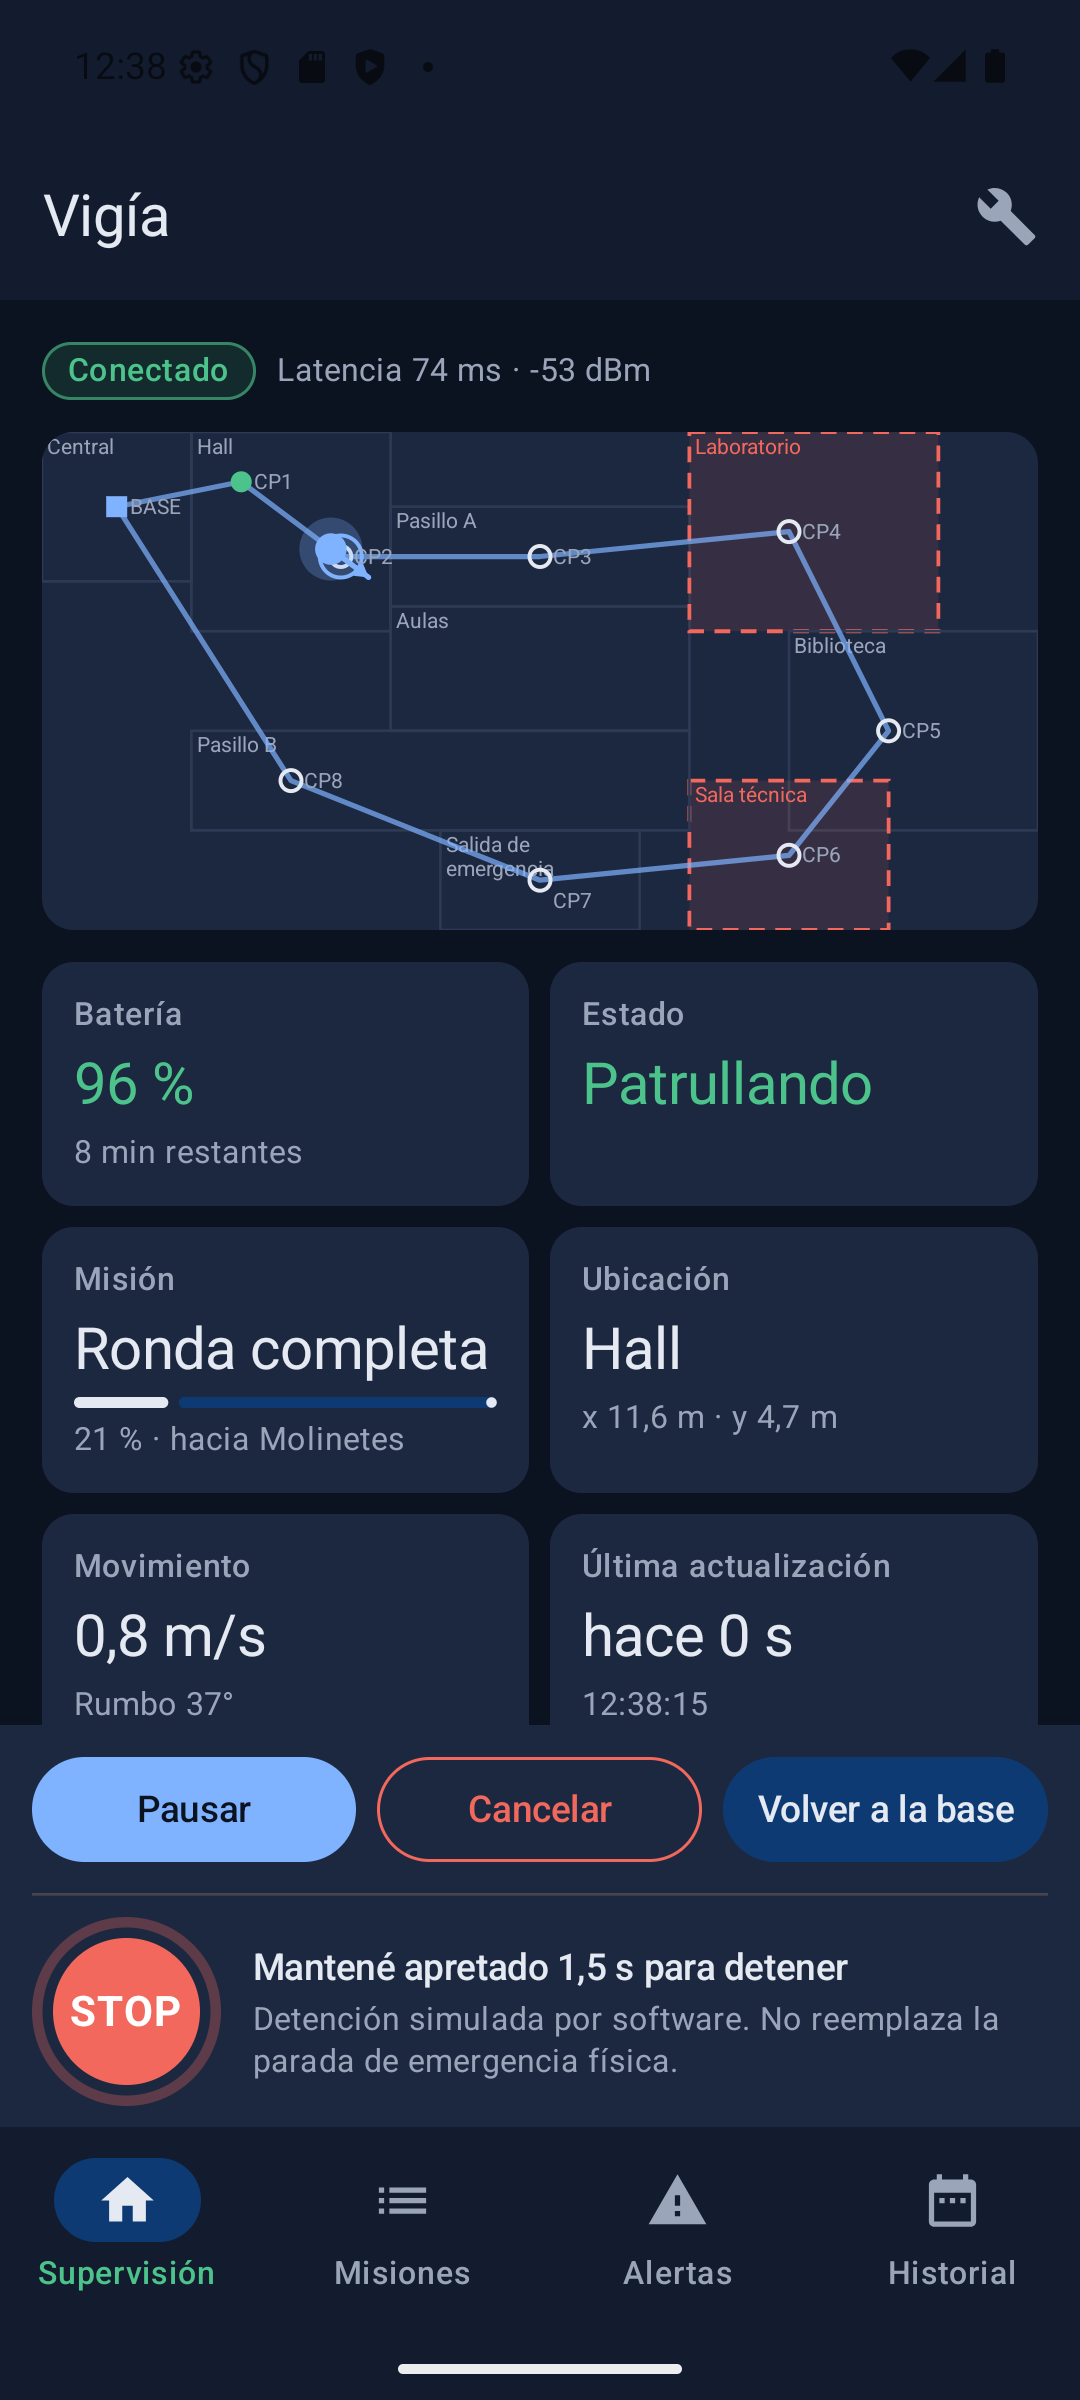 12:38
Vigía
Conectado
Latencia 74 ms · -53 dBm
Central
Hall
Laboratorio
CP1
BASE
Pasillo A
CP4
CP2
CP3
Aulas
Biblioteca
CP5
Pasillo B
CP8
Sala técnica
Salida de
emergencia
CP6
CP7
Batería
96 %
8 min restantes
Estado
Patrullando
Misión
Ronda completa
21 % · hacia Molinetes
Ubicación
Hall
x 11,6 m · y 4,7 m
Movimiento
0,8 m/s
Rumbo 37°
Última actualización
hace 0 s
12:38:15
Pausar
Cancelar
Volver a la base
STOP
Mantené apretado 1,5 s para detener
Detención simulada por software. No reemplaza la
parada de emergencia física.
Supervisión
Misiones
Alertas
Historial